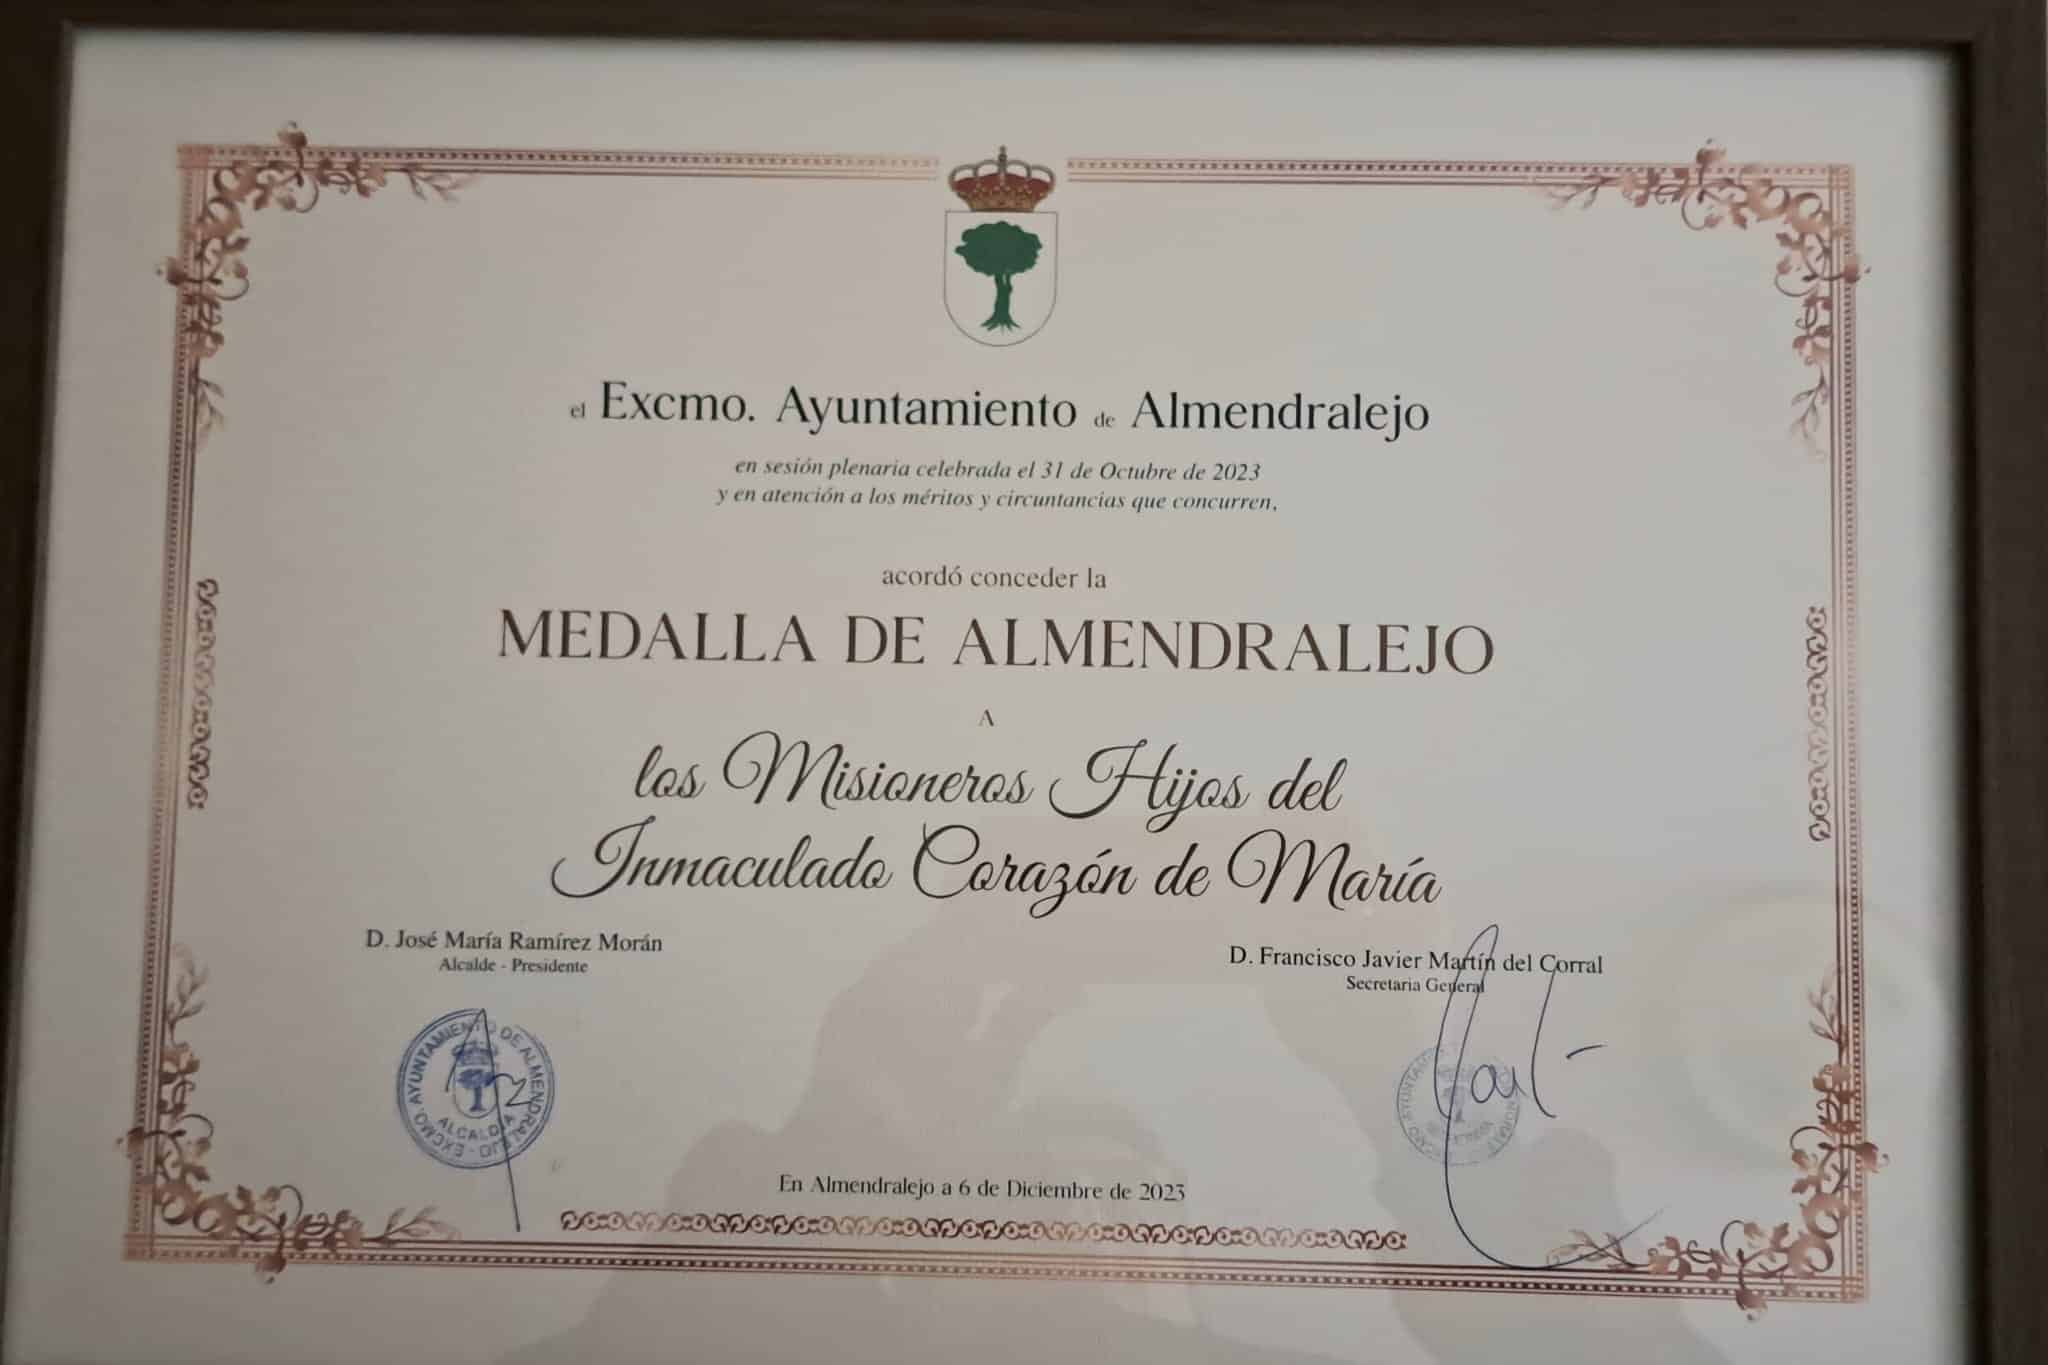 el Excmo. Ayuntamiento de Almendralejo
en sesión plenaria celebrada el 31 de Octubre de 2023
y en atención a los méritos y circuntancias que concurren,
acordó conceder la
MEDALLA DE ALMENDRALEJO
A
los Misioneros Hijos del
Inmaculado Corazón de María
D. José María Ramírez Morán
Alcalde - Presidente
D. Francisco Javier Martín del Corral
Secretaria General
EXCMO. AYUNTAMIENTO DE ALMENDRALEJO
ALCALDIA
En Almendralejo a 6 de Diciembre de 2023